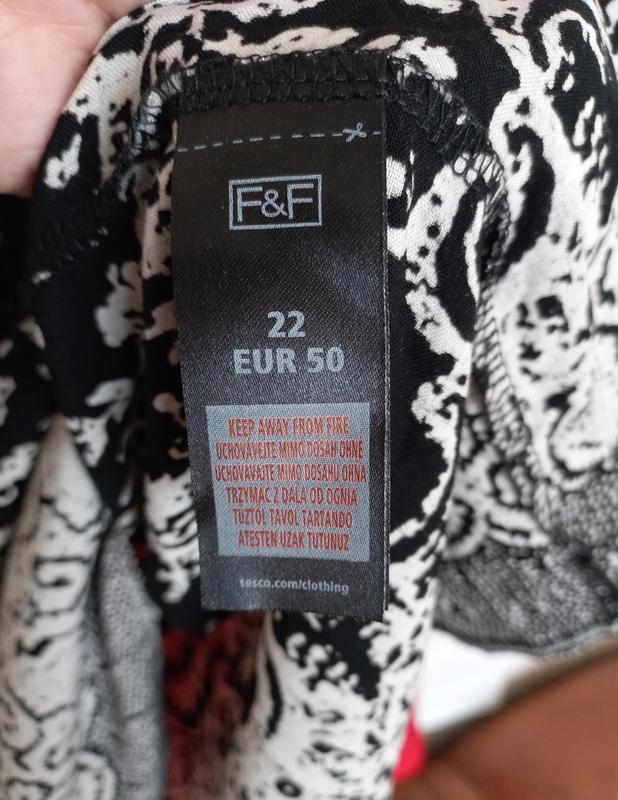 F&F
22
EUR 50
KEEP AWAY FROM FIRE
UCHOVÁVEJTE MIMO DOSAH OHNĚ
UCHOVÁVAJTE MIMO DOSAHU OHŇA
TRZYMAĆ Z DALA OD OGNIA
TŰZTŐL TÁVOL TARTANDÓ
ATEŞTEN UZAK TUTUNUZ
tesco.com/clothing